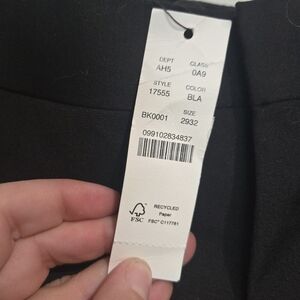 DEPT CLASS
AH5 0A9
STYLE COLOR
17555 BLA
SIZE
BK0001 2932
099102834837
RECYCLED
Paper
FSC
FSC® C117781